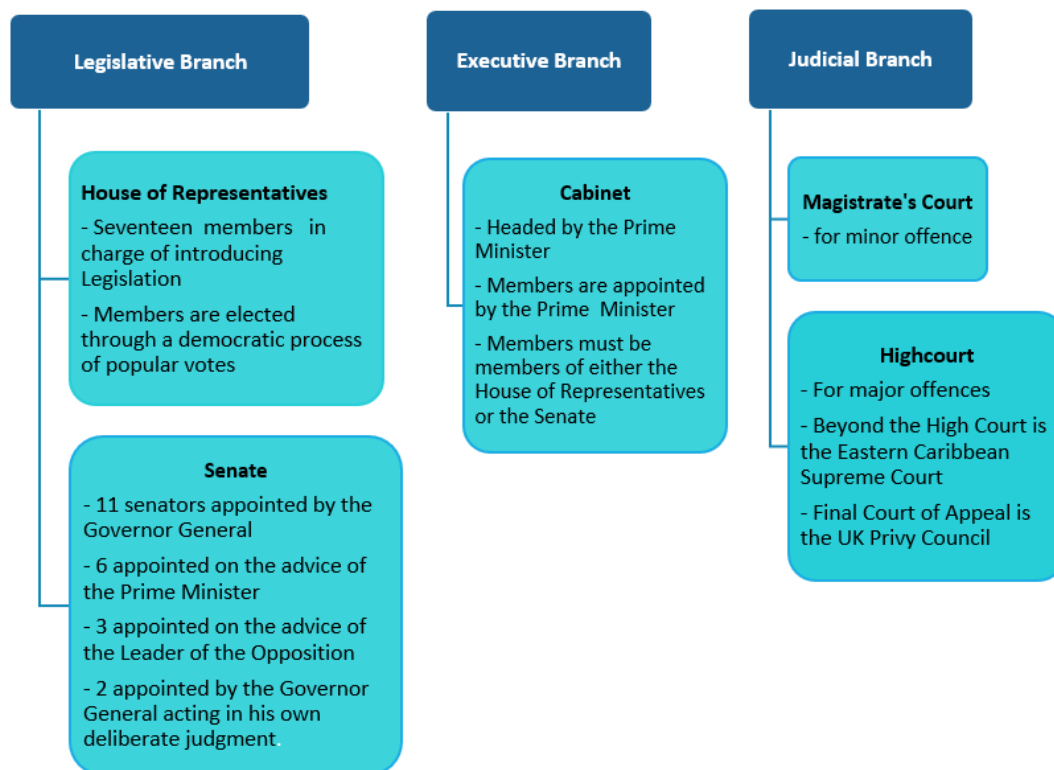 Legislative Branch
House of Representatives
- Seventeen members in
charge of introducing
Legislation
- Members are elected
through a democratic process
of popular votes
Senate
- 11 senators appointed by the
Governor General
- 6 appointed on the advice of
the Prime Minister
- 3 appointed on the advice of
the Leader of the Opposition
- 2 appointed by the Governor
General acting in his own
deliberate judgment.
Executive Branch
Cabinet
- Headed by the Prime
Minister
- Members are appointed
by the Prime Minister
- Members must be
members of either the
House of Representatives
or the Senate
Judicial Branch
Magistrate's Court
- for minor offence
Highcourt
- For major offences
- Beyond the High Court is
the Eastern Caribbean
Supreme Court
- Final Court of Appeal is
the UK Privy Council